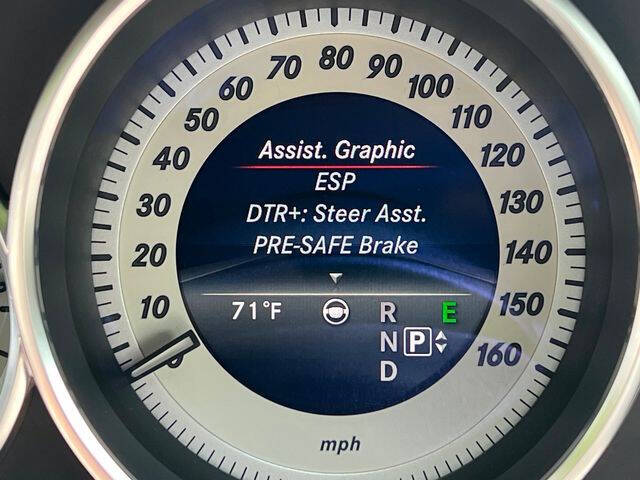 80
70 90
60 100
50 110
40 120
30 130
20 140
10 150
0 160
Assist. Graphic
ESP
DTR+: Steer Asst.
PRE-SAFE Brake
71°F R E
N P
D
mph